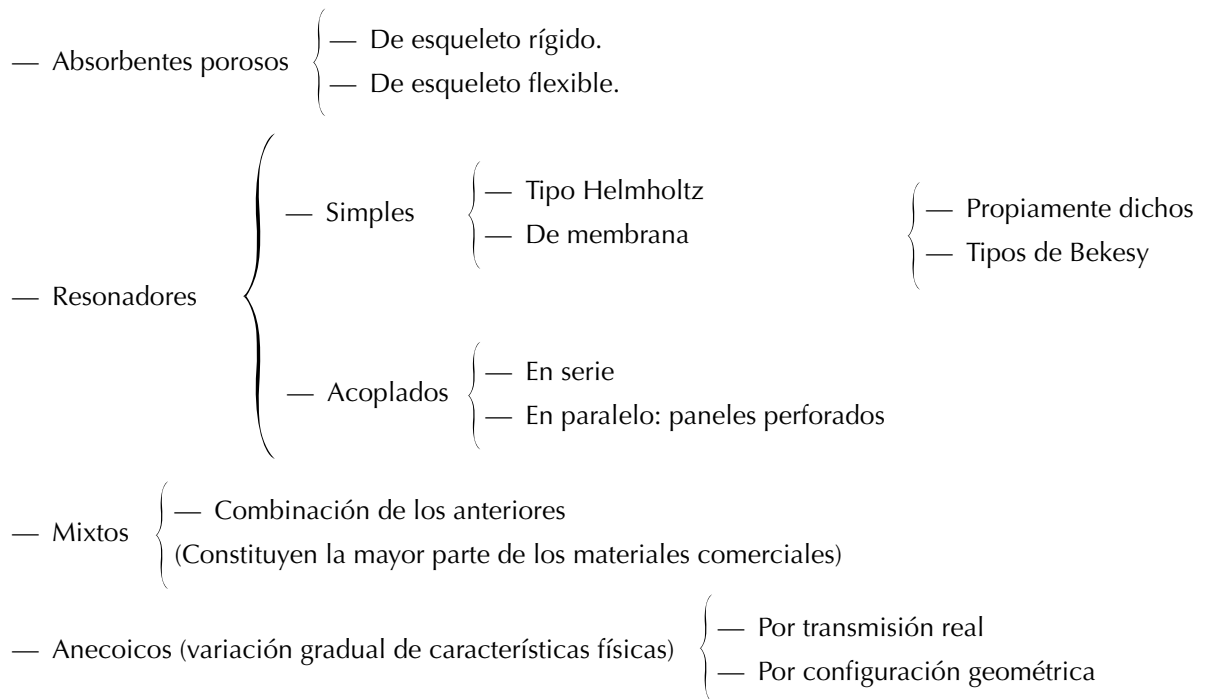 — Absorbentes porosos
— De esqueleto rígido.
— De esqueleto flexible.
— Resonadores
— Simples
— Tipo Helmholtz
— De membrana
— Propiamente dichos
— Tipos de Bekesy
— Acoplados
— En serie
— En paralelo: paneles perforados
— Mixtos
— Combinación de los anteriores
(Constituyen la mayor parte de los materiales comerciales)
— Anecoicos (variación gradual de características físicas)
— Por transmisión real
— Por configuración geométrica